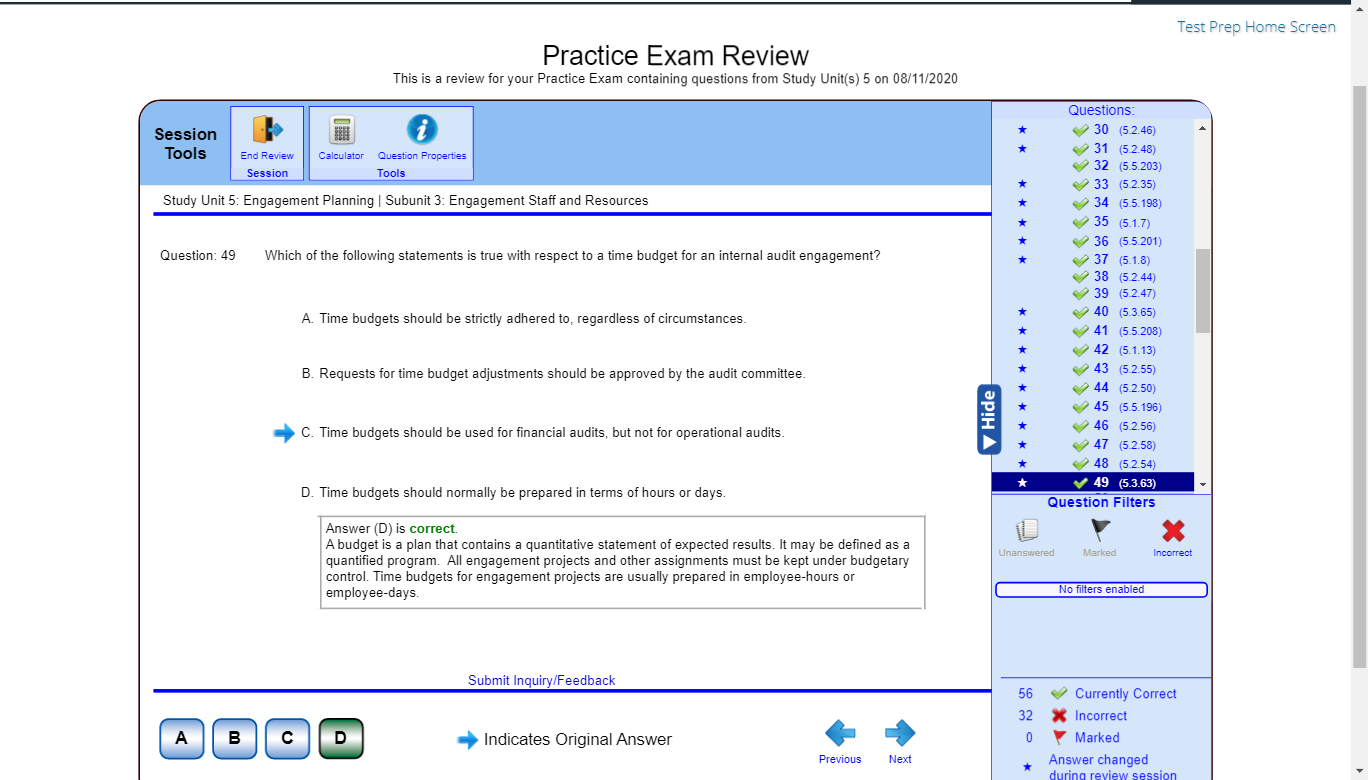 Test Prep Home Screen
Practice Exam Review
This is a review for your Practice Exam containing questions from Study Unit(s) 5 on 08/11/2020
Session
Tools
End Review
Session
Calculator
Question Properties
Tools
Study Unit 5: Engagement Planning | Subunit 3: Engagement Staff and Resources
Question: 49
Which of the following statements is true with respect to a time budget for an internal audit engagement?
A. Time budgets should be strictly adhered to, regardless of circumstances.
B. Requests for time budget adjustments should be approved by the audit committee.
C. Time budgets should be used for financial audits, but not for operational audits.
D. Time budgets should normally be prepared in terms of hours or days.
Answer (D) is correct.
A budget is a plan that contains a quantitative statement of expected results. It may be defined as a
quantified program. All engagement projects and other assignments must be kept under budgetary
control. Time budgets for engagement projects are usually prepared in employee-hours or
employee-days.
Submit Inquiry/Feedback
A
B
C
D
Indicates Original Answer
Previous
Next
Questions:
30 (5.2.46)
31 (5.2.48)
32 (5.5.203)
33 (5.2.35)
34 (5.5.198)
35 (5.1.7)
36 (5.5.201)
37 (5.1.8)
38 (5.2.44)
39 (5.2.47)
40 (5.3.65)
41 (5.5.208)
42 (5.1.13)
43 (5.2.55)
44 (5.2.50)
45 (5.5.196)
46 (5.2.56)
47 (5.2.58)
48 (5.2.54)
49 (5.3.63)
Hide
Question Filters
Unanswered
Marked
Incorrect
No filters enabled
56 Currently Correct
32 Incorrect
0 Marked
Answer changed
during review session